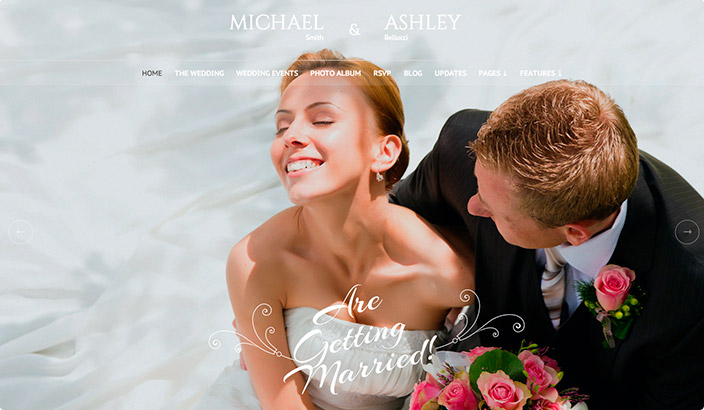 MICHAEL & ASHLEY
Smith Bellucci
HOME THE WEDDING WEDDING EVENTS PHOTO ALBUM RSVP BLOG UPDATES PAGES ↓ FEATURES ↓
Are
Getting
Married!